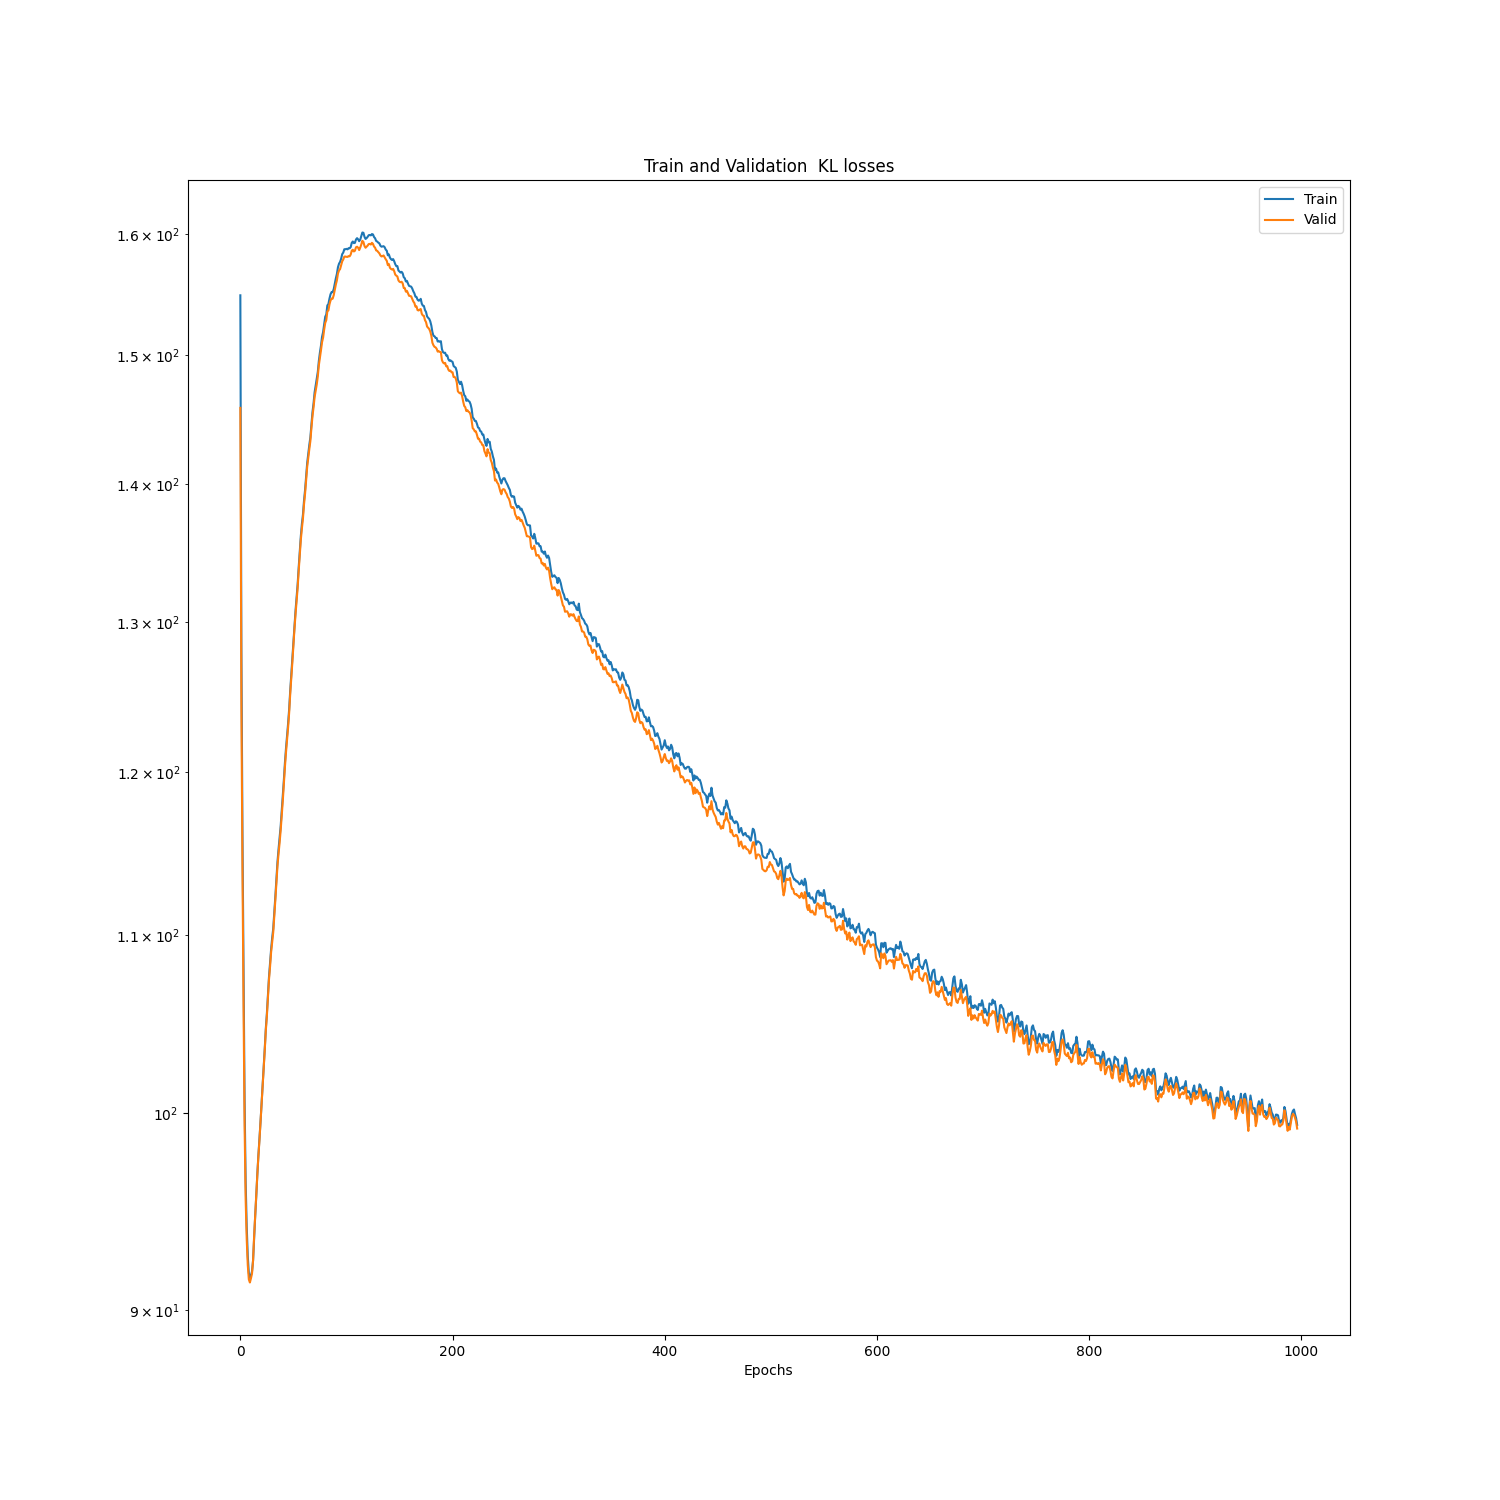 Train and Validation  KL losses
Train
Valid
1.6 × 10²
1.5 × 10²
1.4 × 10²
1.3 × 10²
1.2 × 10²
1.1 × 10²
10²
9 × 10¹
0 200 400 600 800 1000
Epochs